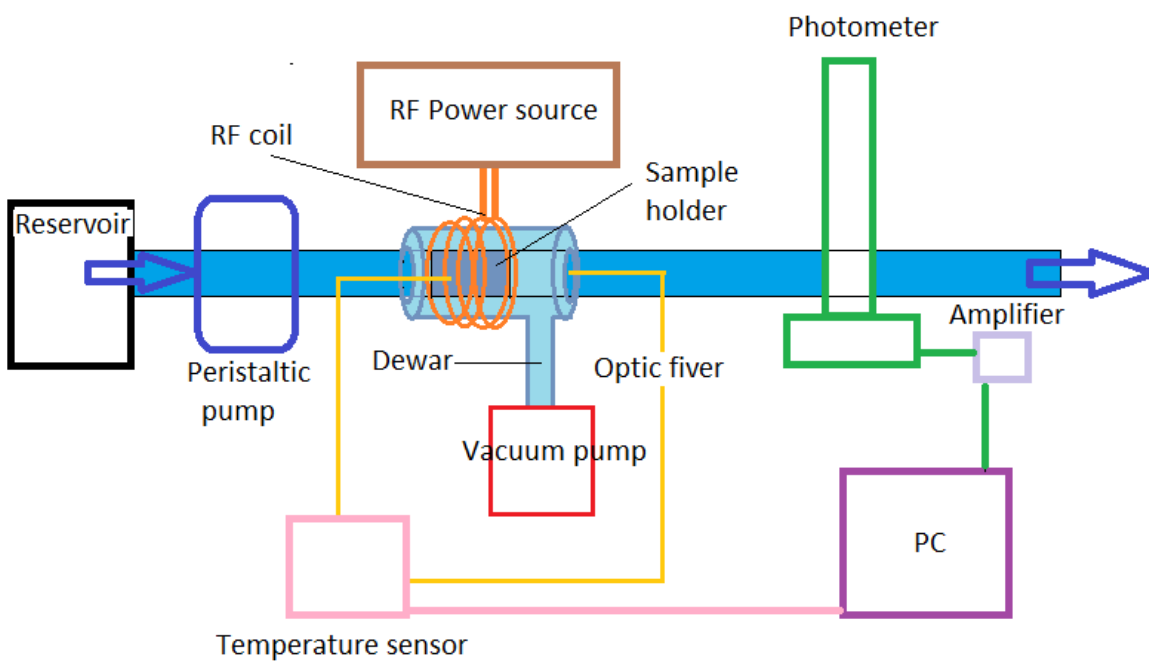 Photometer
RF Power source
RF coil
Sample
holder
Reservoir
Amplifier
Dewar
Optic fiver
Peristaltic
pump
Vacuum pump
PC
Temperature sensor